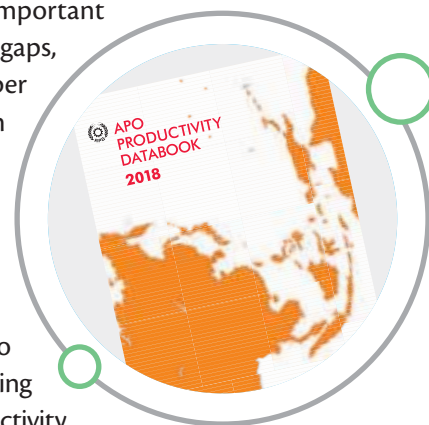 mportant
gaps,
per
n
APO
PRODUCTIVITY
DATABOOK
2018
o
ing
ctivity